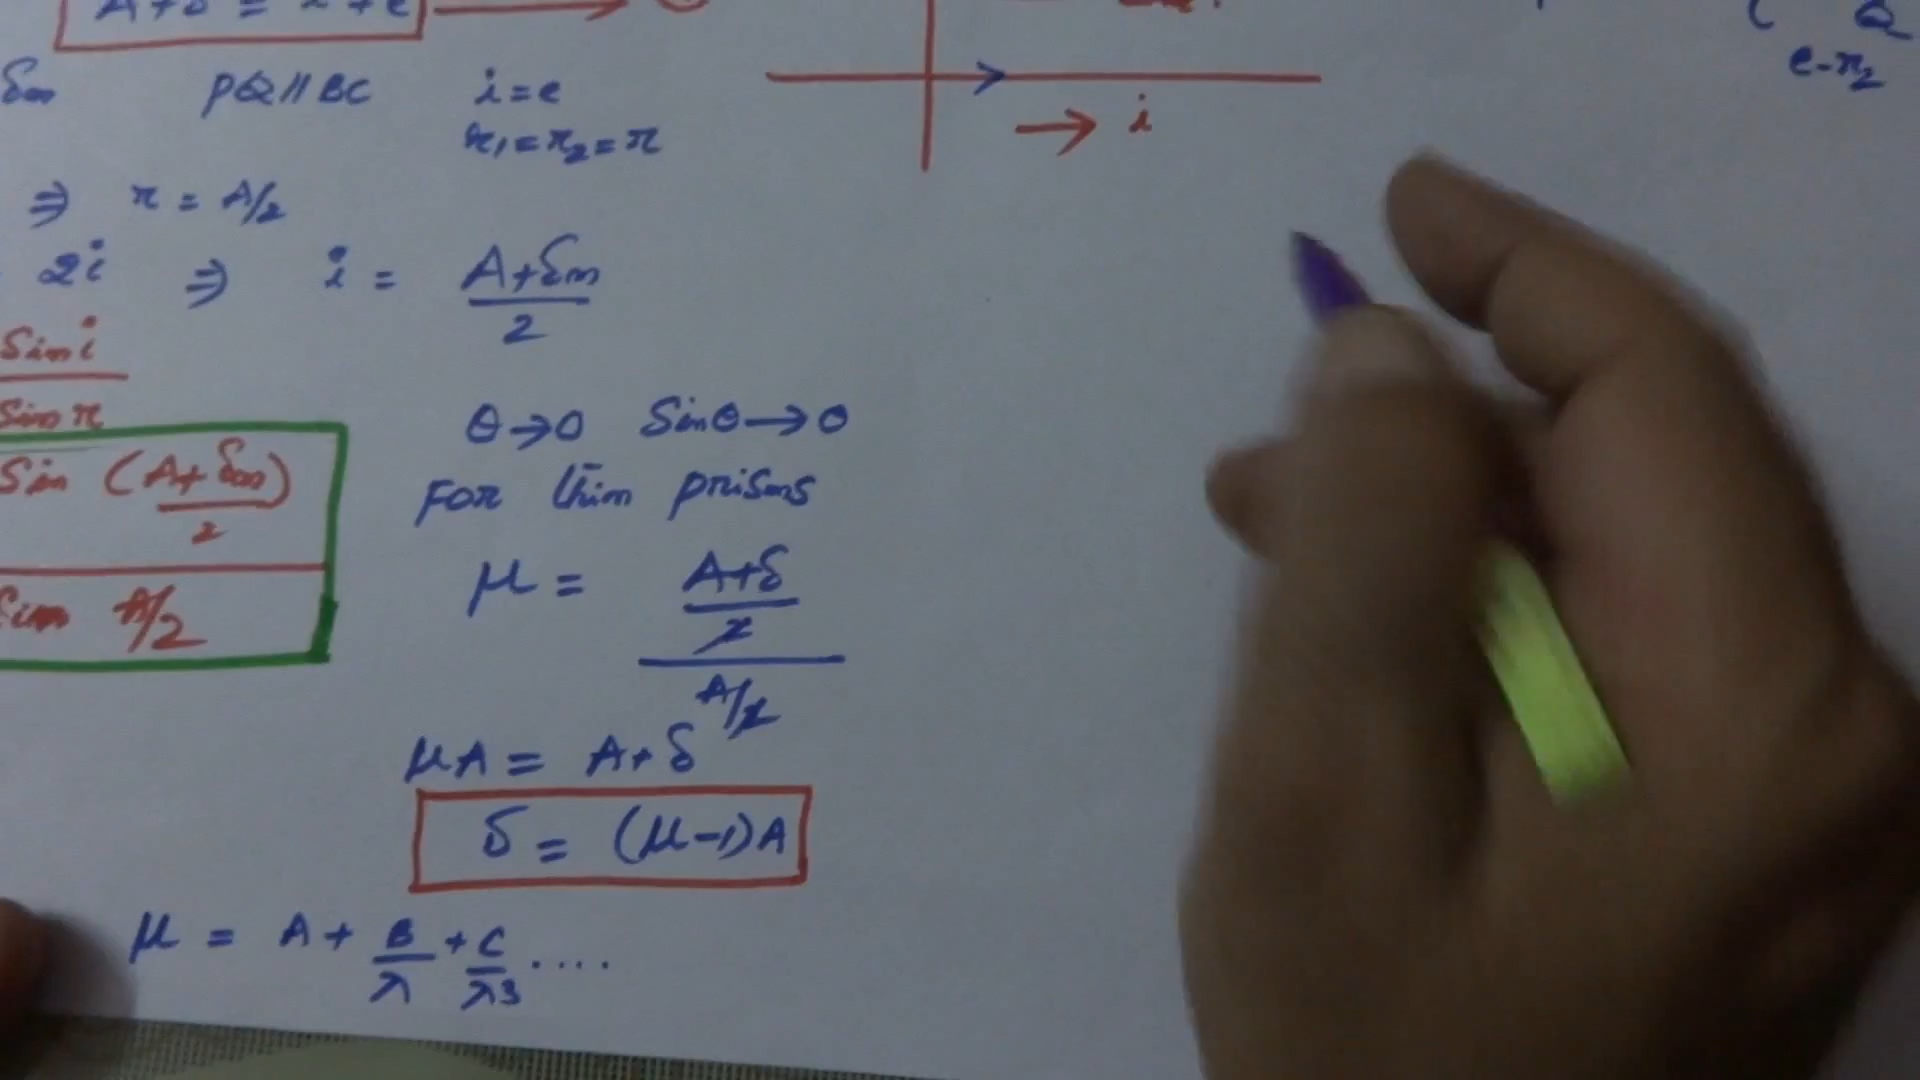 A+δ = i+e
δm PQ//BC i=e
r₁=r₂=r
⇒ r = A/2
2i ⇒ i = A+δm / 2
Sin i / Sin r
Sin (A+δm / 2) / Sin A/2
θ→0 Sinθ→θ
For thin prisms
μ = A+δ / 2 / A/2
μA = A+δ
δ = (μ-1)A
μ = A + B/λ + C/λ3 ....
→ i
e-r₂